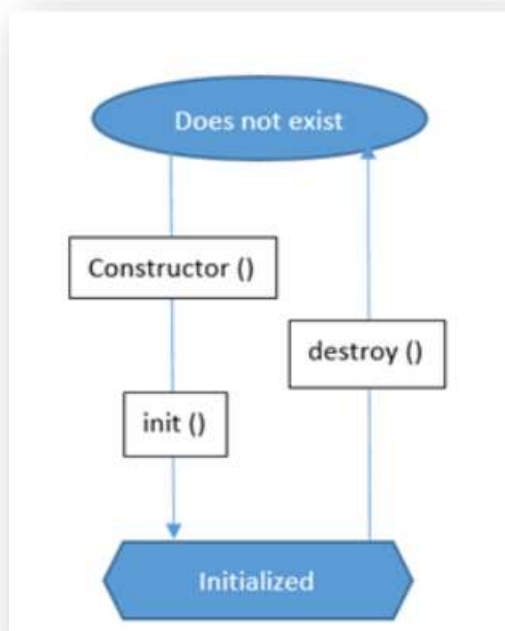 Does not exist
Constructor ()
destroy ()
init ()
Initialized